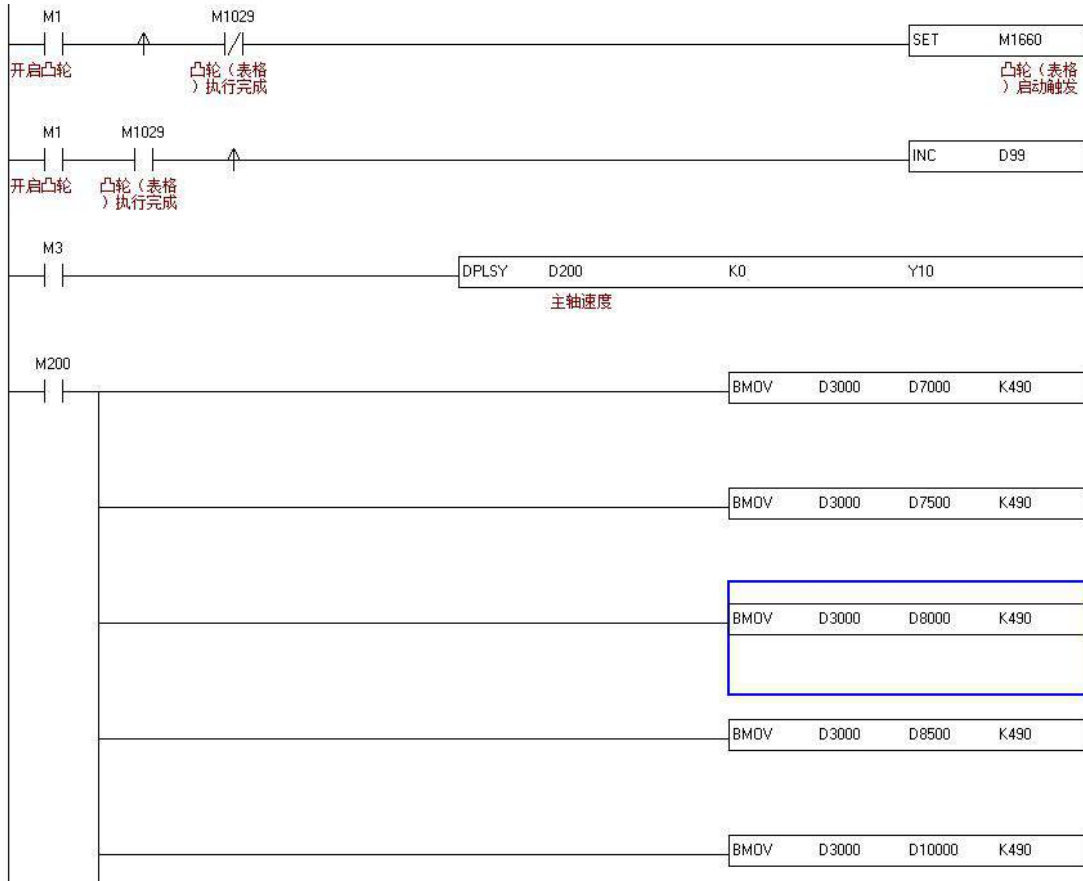 M1 M1029
SET M1660
开启凸轮 凸轮（表格 凸轮（表格
）执行完成 ）启动触发
M1 M1029
INC D99
开启凸轮 凸轮（表格
）执行完成
M3
DPLSY D200 K0 Y10
主轴速度
M200
BMOV D3000 D7000 K490
BMOV D3000 D7500 K490
BMOV D3000 D8000 K490
BMOV D3000 D8500 K490
BMOV D3000 D10000 K490